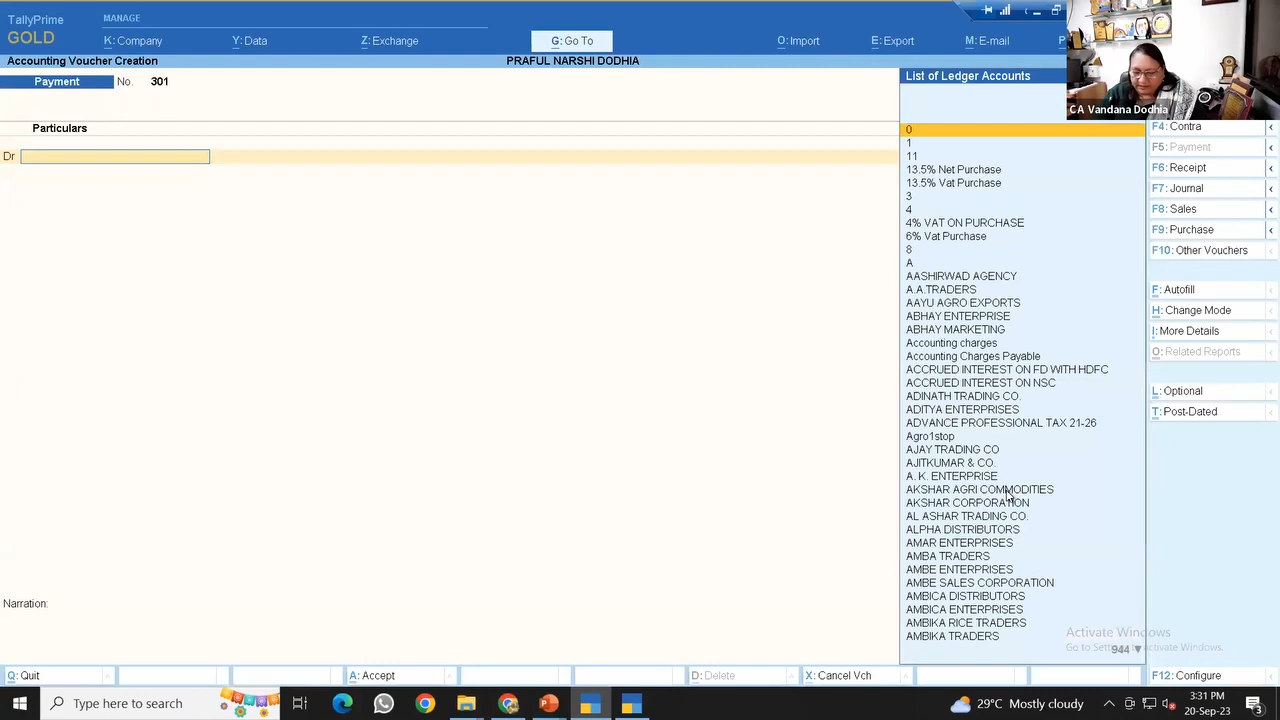 TallyPrime
GOLD
MANAGE
K: Company
Y: Data
Z: Exchange
G: Go To
O: Import
E: Export
M: E-mail
Accounting Voucher Creation
PRAFUL NARSHI DODHIA
Payment No. 301
Particulars
Dr
Narration:
List of Ledger Accounts
0
1
11
13.5% Net Purchase
13.5% Vat Purchase
3
4
4% VAT ON PURCHASE
6% Vat Purchase
8
A
AASHIRWAD AGENCY
A.A.TRADERS
AAYU AGRO EXPORTS
ABHAY ENTERPRISE
ABHAY MARKETING
Accounting charges
Accounting Charges Payable
ACCRUED INTEREST ON FD WITH HDFC
ACCRUED INTEREST ON NSC
ADINATH TRADING CO.
ADITYA ENTERPRISES
ADVANCE PROFESSIONAL TAX 21-26
Agro1stop
AJAY TRADING CO
AJITKUMAR & CO.
A. K. ENTERPRISE
AKSHAR AGRI COMMODITIES
AKSHAR CORPORATION
AL ASHAR TRADING CO.
ALPHA DISTRIBUTORS
AMAR ENTERPRISES
AMBA TRADERS
AMBE ENTERPRISES
AMBE SALES CORPORATION
AMBICA DISTRIBUTORS
AMBICA ENTERPRISES
AMBIKA RICE TRADERS
AMBIKA TRADERS
944 ▼
CA Vandana Dodhia
F4: Contra
F5: Payment
F6: Receipt
F7: Journal
F8: Sales
F9: Purchase
F10: Other Vouchers
F: Autofill
H: Change Mode
I: More Details
O: Related Reports
L: Optional
T: Post-Dated
Activate Windows
Go to Settings to activate Windows.
Q: Quit
A: Accept
D: Delete
X: Cancel Vch
F12: Configure
Type here to search
29°C Mostly cloudy
3:31 PM
20-Sep-23
3